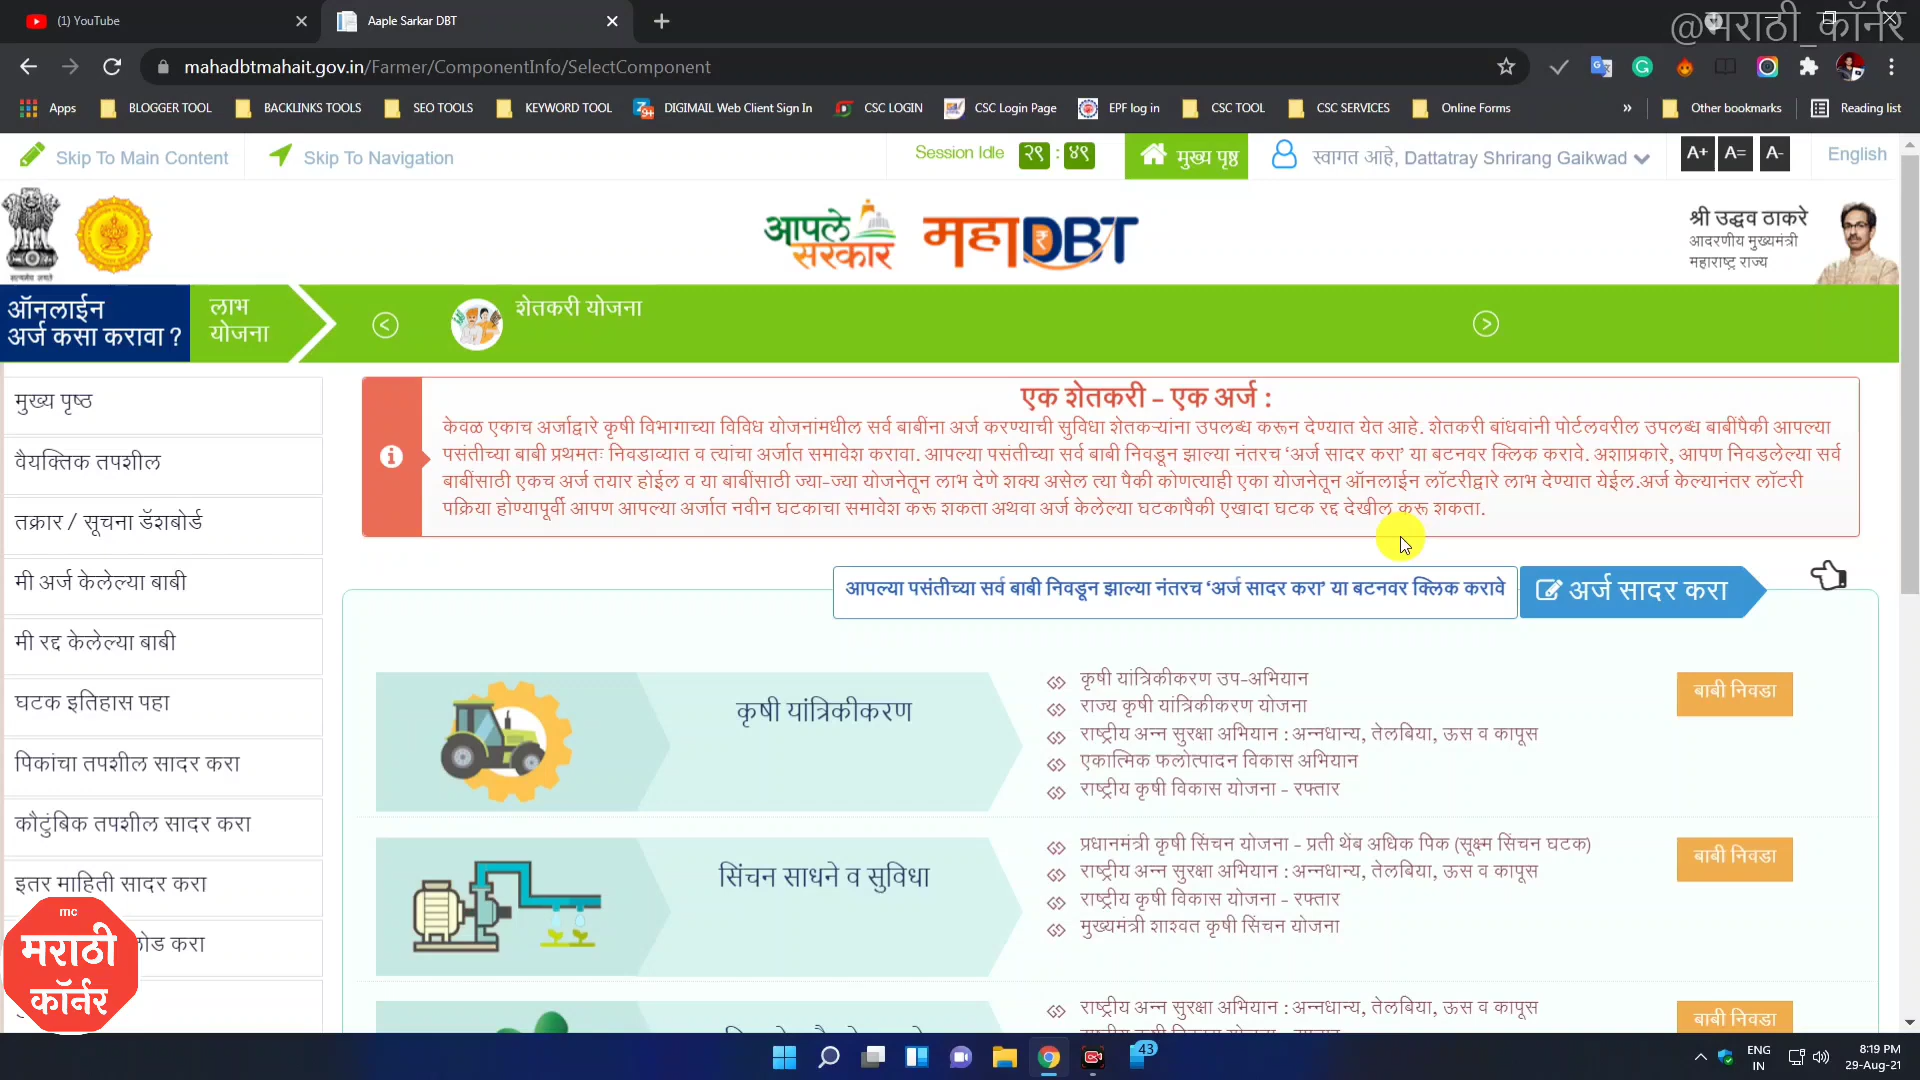 (1) YouTube
Aaple Sarkar DBT
@मराठी_कॉर्नर
mahadbtmahait.gov.in/Farmer/ComponentInfo/SelectComponent
Apps
BLOGGER TOOL
BACKLINKS TOOLS
SEO TOOLS
KEYWORD TOOL
DIGIMAIL Web Client Sign In
CSC LOGIN
CSC Login Page
EPF log in
CSC TOOL
CSC SERVICES
Online Forms
»
Other bookmarks
Reading list
Skip To Main Content
Skip To Navigation
Session Idle २९ : ४९
मुख्य पृष्ठ
स्वागत आहे, Dattatray Shrirang Gaikwad
A+ A= A-
English
आपले
सरकार
महाDBT
श्री उद्धव ठाकरे
आदरणीय मुख्यमंत्री
महाराष्ट्र राज्य
ऑनलाईन
अर्ज कसा करावा ?
लाभ
योजना
शेतकरी योजना
मुख्य पृष्ठ
वैयक्तिक तपशील
तक्रार / सूचना डॅशबोर्ड
मी अर्ज केलेल्या बाबी
मी रद्द केलेल्या बाबी
घटक इतिहास पहा
पिकांचा तपशील सादर करा
कौटुंबिक तपशील सादर करा
इतर माहिती सादर करा
करा
एक शेतकरी – एक अर्ज :
केवळ एकाच अर्जाद्वारे कृषी विभागाच्या विविध योजनांमधील सर्व बाबींना अर्ज करण्याची सुविधा शेतकऱ्यांना उपलब्ध करून देण्यात येत आहे. शेतकरी बांधवांनी पोर्टलवरील उपलब्ध बाबींपैकी आपल्या
पसंतीच्या बाबी प्रथमतः निवडाव्यात व त्यांचा अर्जात समावेश करावा. आपल्या पसंतीच्या सर्व बाबी निवडून झाल्या नंतरच ‘अर्ज सादर करा’ या बटनवर क्लिक करावे. अशाप्रकारे, आपण निवडलेल्या सर्व
बाबींसाठी एकच अर्ज तयार होईल व या बाबींसाठी ज्या-ज्या योजनेतून लाभ देणे शक्य असेल त्या पैकी कोणत्याही एका योजनेतून ऑनलाईन लॉटरीद्वारे लाभ देण्यात येईल.अर्ज केल्यानंतर लॉटरी
पक्रिया होण्यापूर्वी आपण आपल्या अर्जात नवीन घटकाचा समावेश करू शकता अथवा अर्ज केलेल्या घटकापैकी एखादा घटक रद्द देखील करू शकता.
आपल्या पसंतीच्या सर्व बाबी निवडून झाल्या नंतरच ‘अर्ज सादर करा’ या बटनवर क्लिक करावे
अर्ज सादर करा
कृषी यांत्रिकीकरण
कृषी यांत्रिकीकरण उप-अभियान
राज्य कृषी यांत्रिकीकरण योजना
राष्ट्रीय अन्न सुरक्षा अभियान : अन्नधान्य, तेलबिया, ऊस व कापूस
एकात्मिक फलोत्पादन विकास अभियान
राष्ट्रीय कृषी विकास योजना - रफ्तार
बाबी निवडा
सिंचन साधने व सुविधा
प्रधानमंत्री कृषी सिंचन योजना - प्रती थेंब अधिक पिक (सूक्ष्म सिंचन घटक)
राष्ट्रीय अन्न सुरक्षा अभियान : अन्नधान्य, तेलबिया, ऊस व कापूस
राष्ट्रीय कृषी विकास योजना - रफ्तार
मुख्यमंत्री शाश्वत कृषी सिंचन योजना
बाबी निवडा
राष्ट्रीय अन्न सुरक्षा अभियान : अन्नधान्य, तेलबिया, ऊस व कापूस
बाबी निवडा
mc
मराठी
कॉर्नर
43
ENG
IN
8:19 PM
29-Aug-21